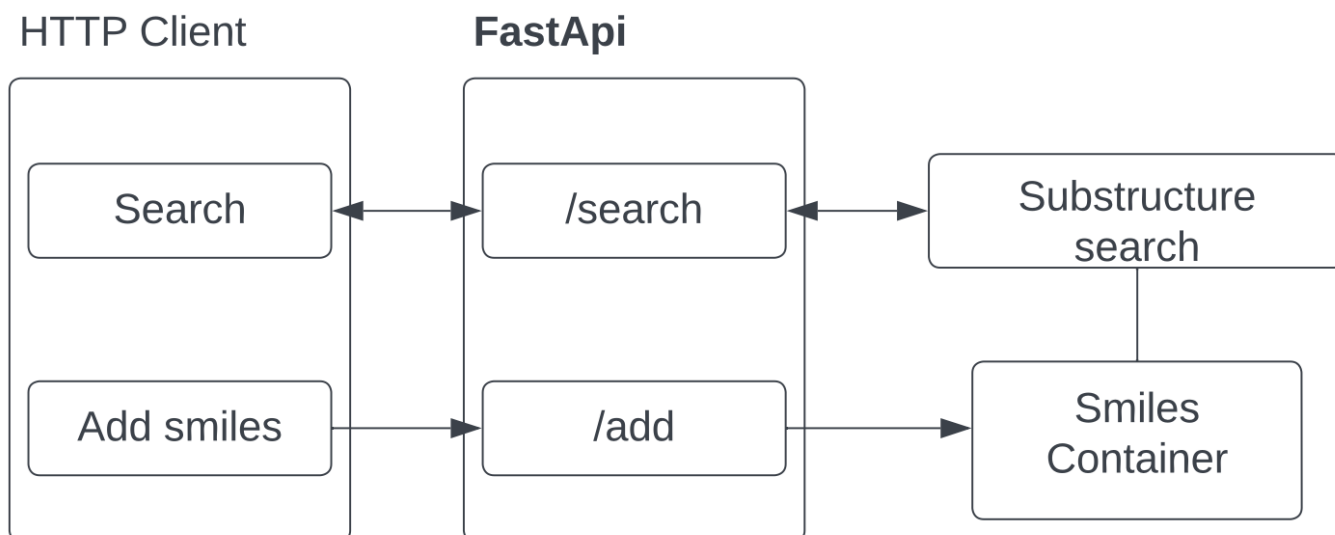 HTTP Client
FastApi
Search
/search
Substructure
search
Add smiles
/add
Smiles
Container